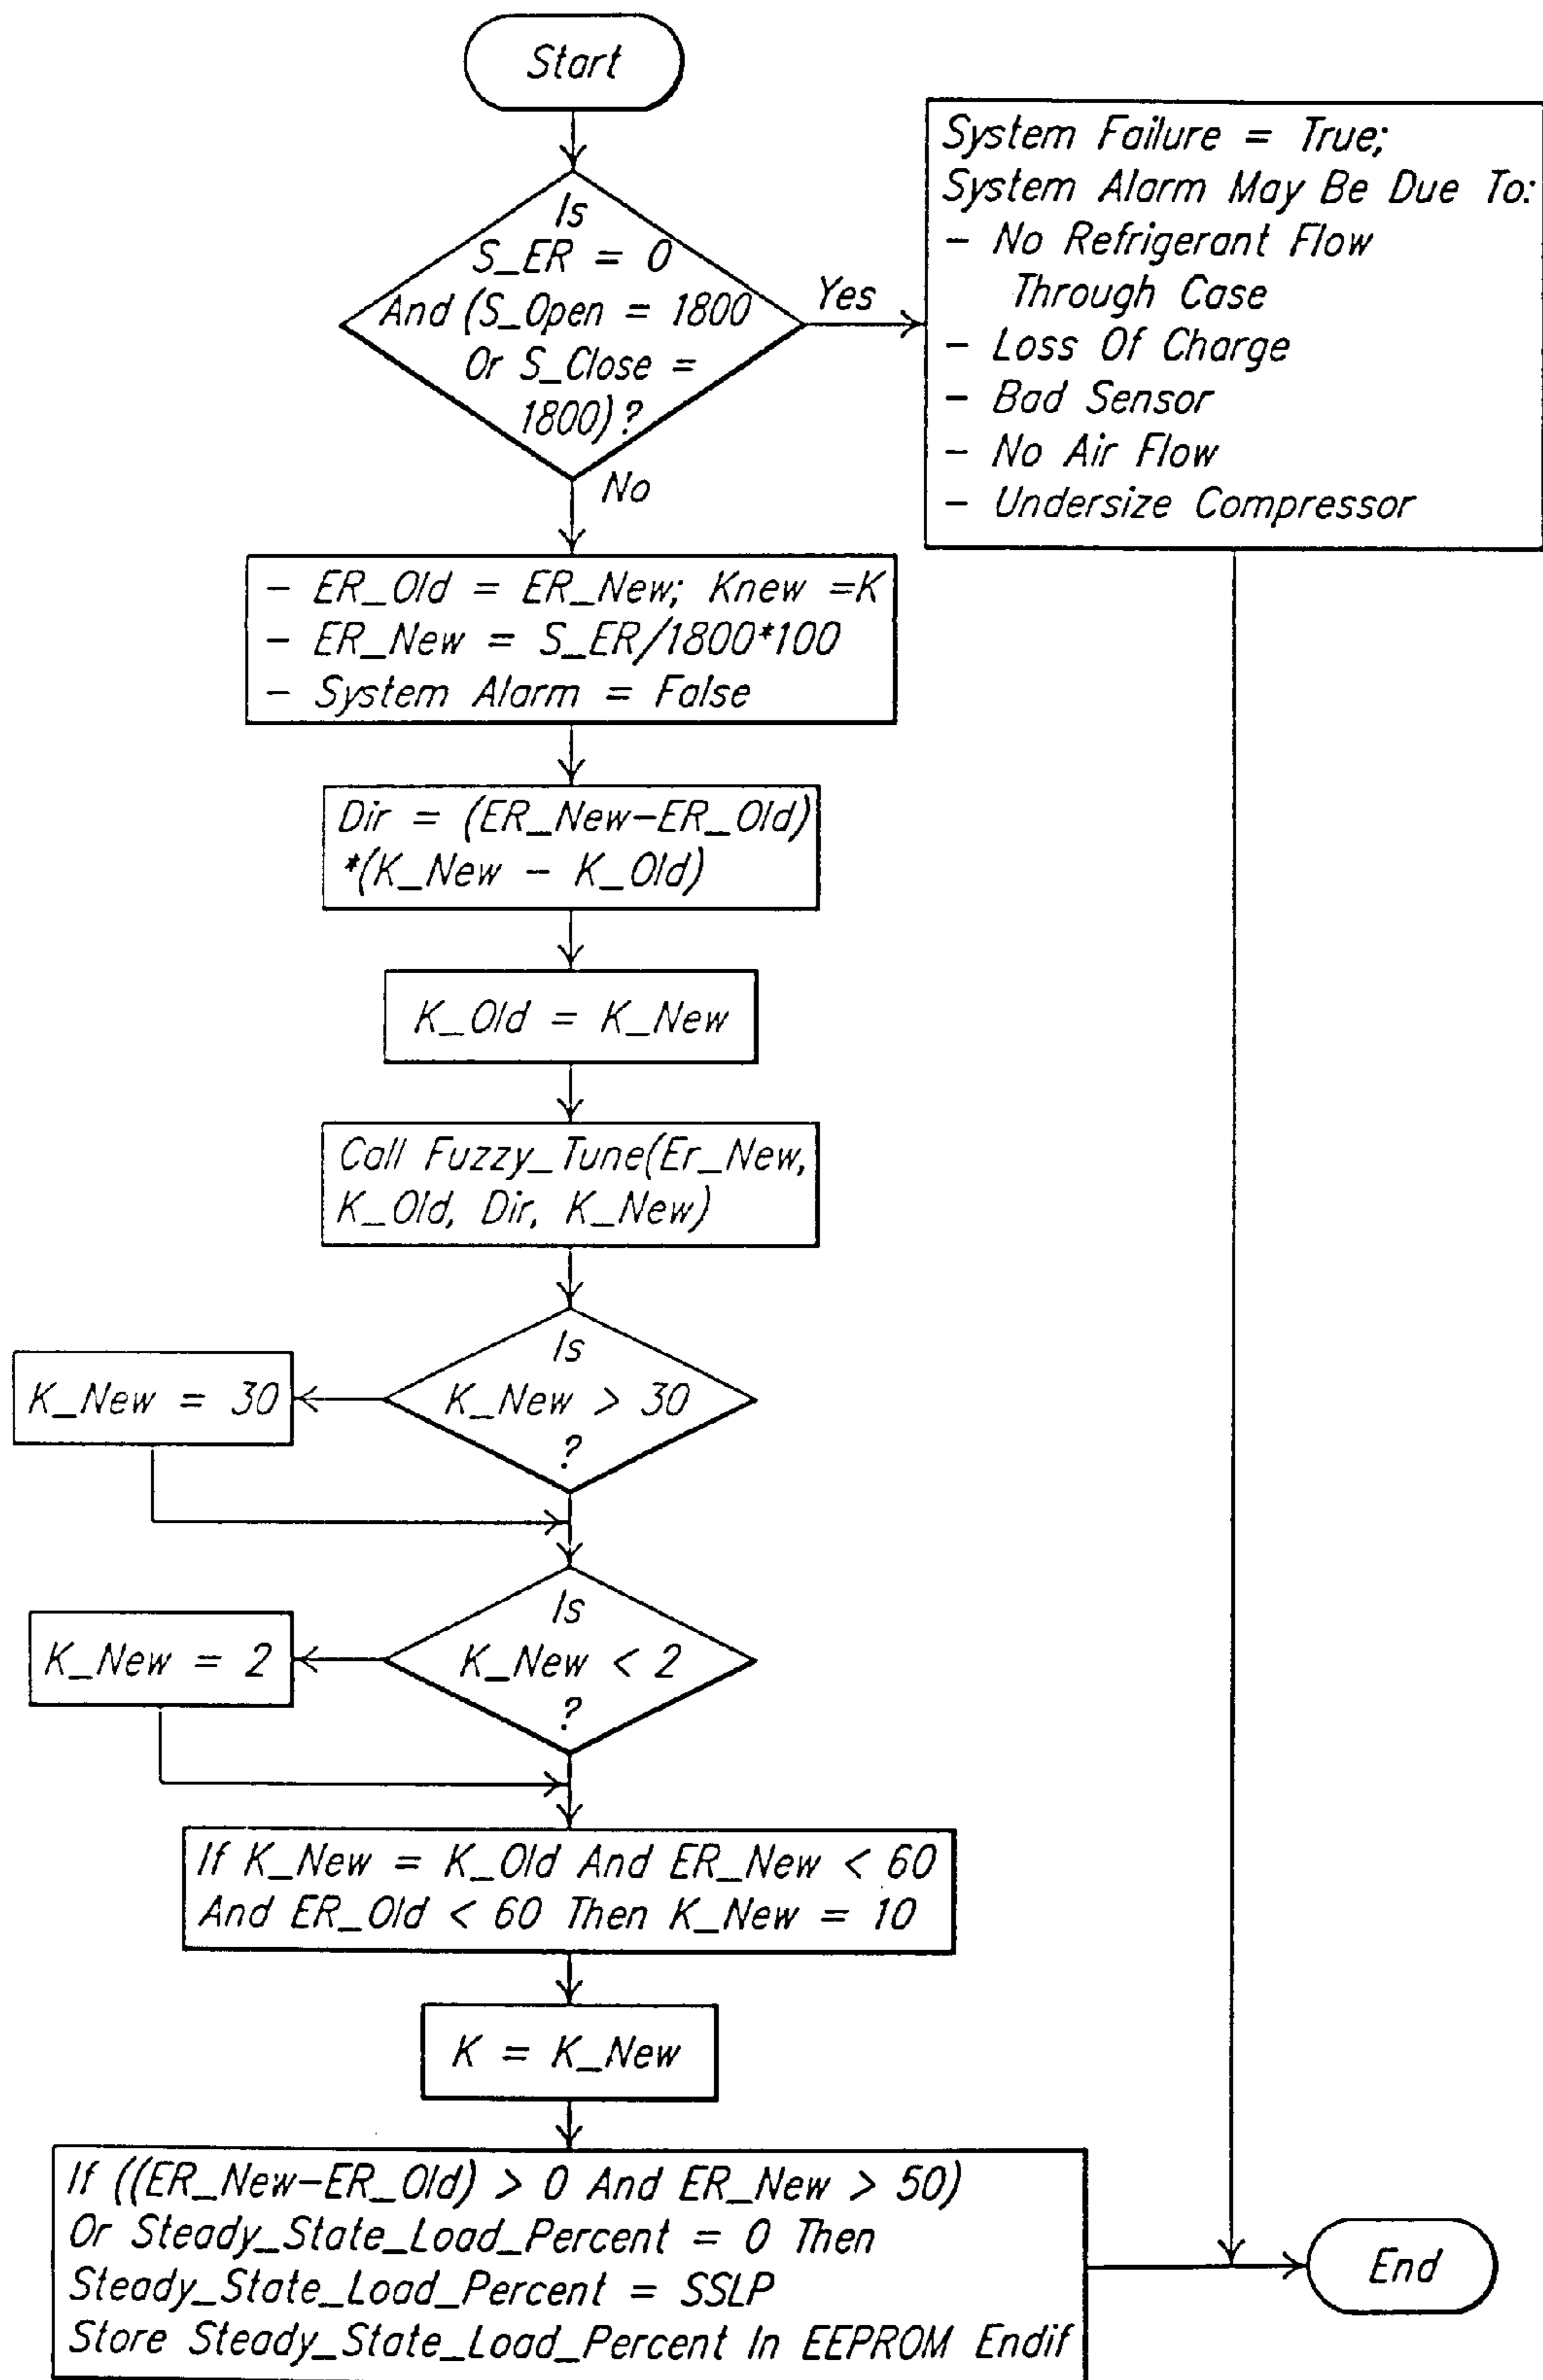 Start
Is
S_ER = 0
And (S_Open = 1800
Or S_Close =
1800)?
Yes
No
System Failure = True;
System Alarm May Be Due To:
- No Refrigerant Flow
Through Case
- Loss Of Charge
- Bad Sensor
- No Air Flow
- Undersize Compressor
- ER_Old = ER_New; Knew =K
- ER_New = S_ER/1800*100
- System Alarm = False
Dir = (ER_New-ER_Old)
*(K_New - K_Old)
K_Old = K_New
Call Fuzzy_Tune(Er_New,
K_Old, Dir, K_New)
Is
K_New > 30
?
K_New = 30
Is
K_New < 2
?
K_New = 2
If K_New = K_Old And ER_New < 60
And ER_Old < 60 Then K_New = 10
K = K_New
If ((ER_New-ER_Old) > 0 And ER_New > 50)
Or Steady_State_Load_Percent = 0 Then
Steady_State_Load_Percent = SSLP
Store Steady_State_Load_Percent In EEPROM Endif
End